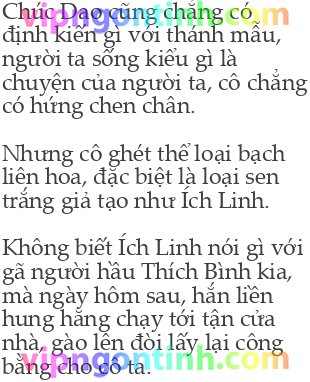 Chúc Dao cũng chẳng có
vipngontinh.com
định kiến gì với thánh mẫu,
người ta sống kiểu gì là
chuyện của người ta, cô chẳng
có hứng chen chân.
Nhưng cô ghét thể loại bạch
liên hoa, đặc biệt là loại sen
trắng giả tạo như Ích Linh.
Không biết Ích Linh nói gì với
gã người hầu Thích Bình kia,
mà ngày hôm sau, hắn liền
hung hăng chạy tới tận cửa
nhà, gào lên đòi lấy lại công
bằng cho cô ta.
vipngontinh.com